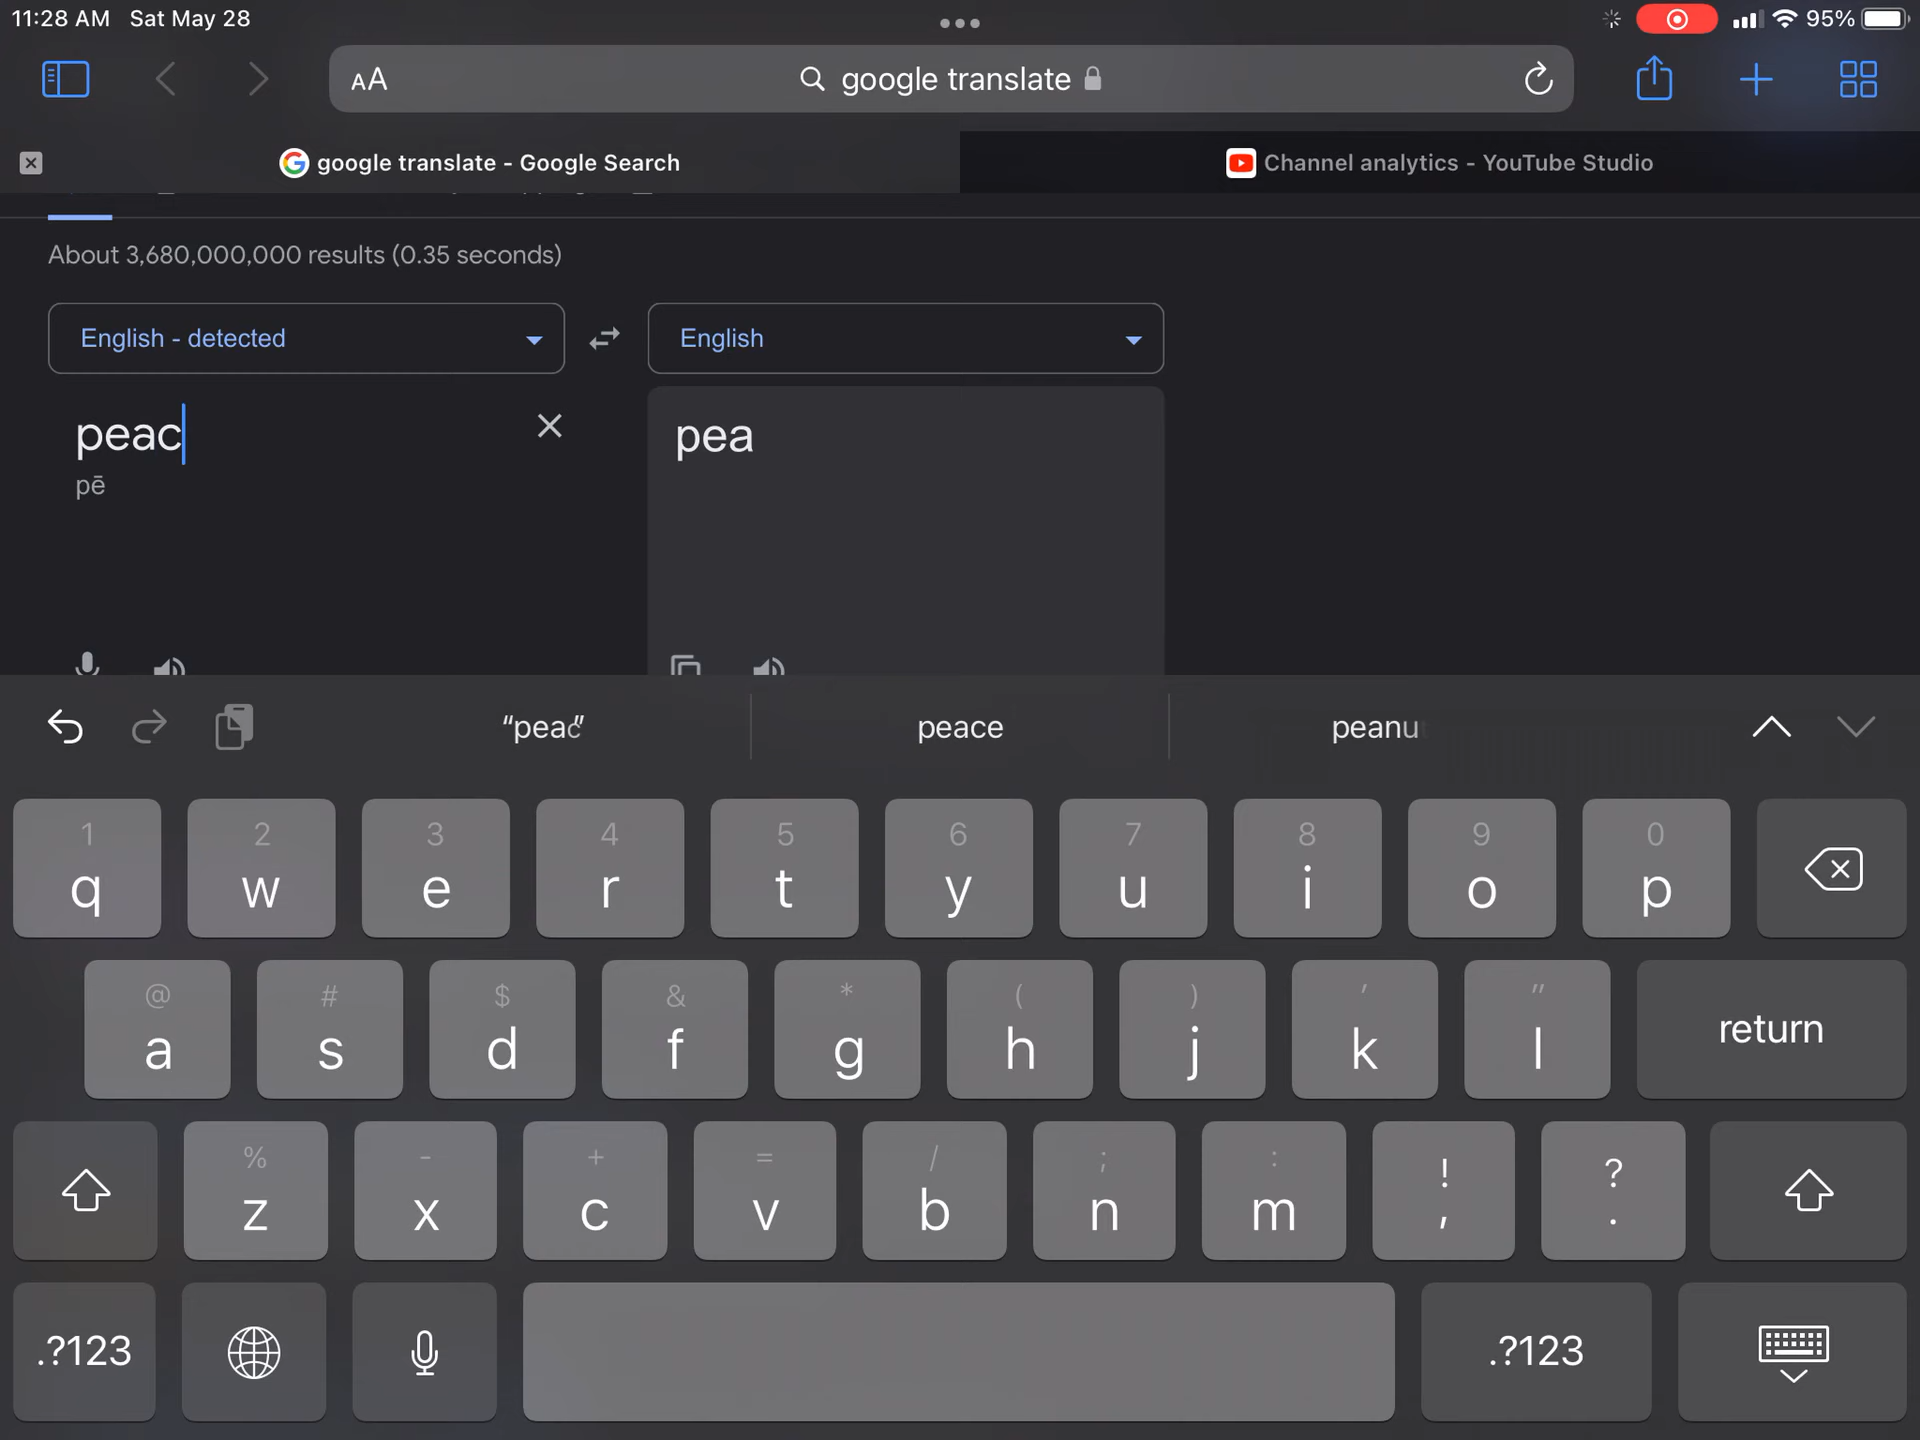 11:28 AM Sat May 28
95%
AA google translate
google translate - Google Search
Channel analytics - YouTube Studio
About 3,680,000,000 results (0.35 seconds)
English - detected
English
peac
pea
pē
“peac”
peace
peanu
1 2 3 4 5 6 7 8 9 0
q w e r t y u i o p
@ # $ & * ( ) ' "
a s d f g h j k l return
% - + = / ; : ! ?
z x c v b n m , .
.?123 .?123